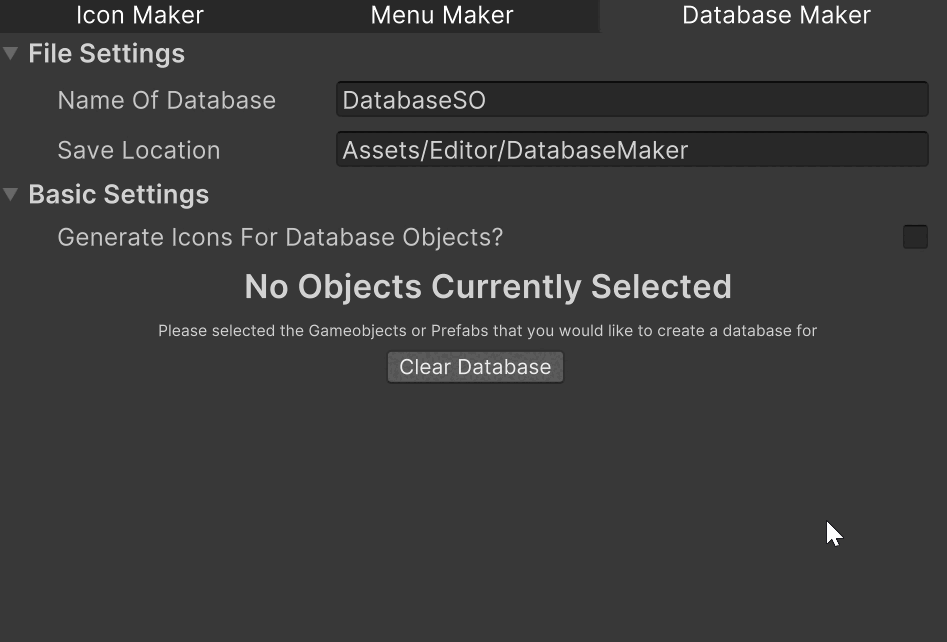 Icon Maker Menu Maker Database Maker
File Settings
Name Of Database DatabaseSO
Save Location Assets/Editor/DatabaseMaker
Basic Settings
Generate Icons For Database Objects?
No Objects Currently Selected
Please selected the Gameobjects or Prefabs that you would like to create a database for
Clear Database